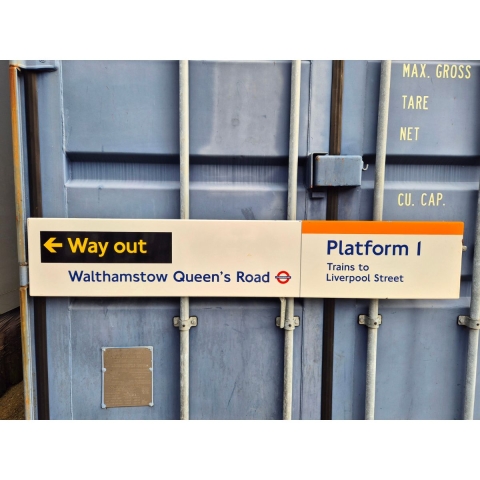 MAX. GROSS
TARE
NET
CU. CAP.
← Way out
Walthamstow Queen's Road
Platform 1
Trains to
Liverpool Street